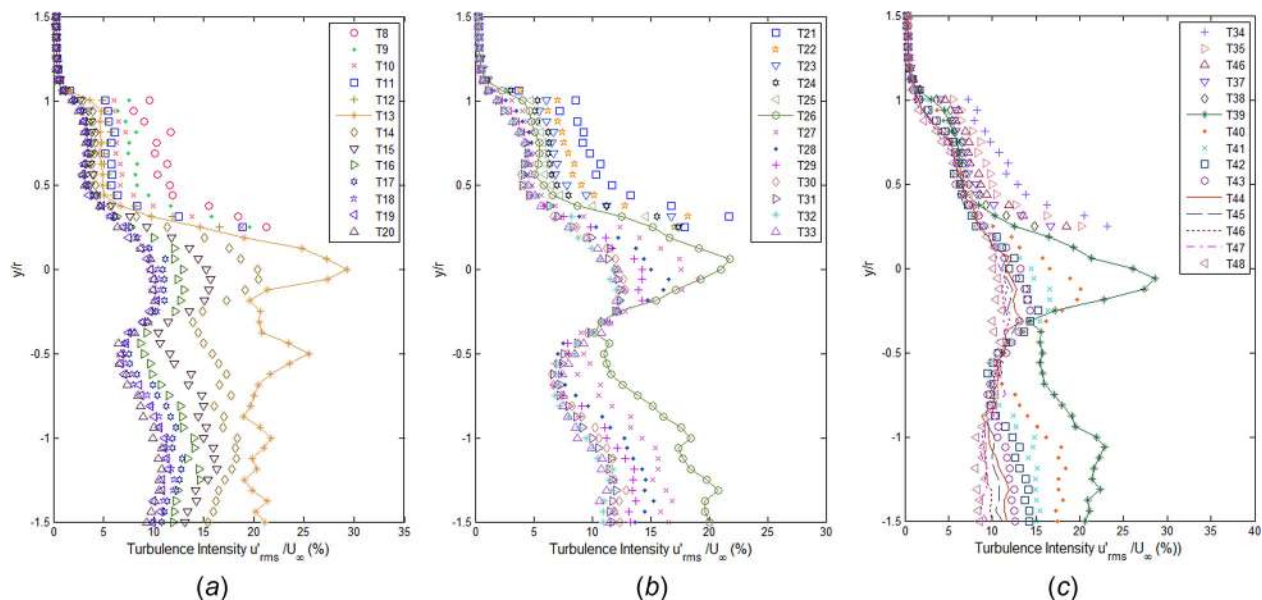 1.5
1
0.5
0
-0.5
-1
-1.5
y/r
0 5 10 15 20 25 30 35
Turbulence Intensity u'rms /U∞ (%)
T8
T9
T10
T11
T12
T13
T14
T15
T16
T17
T18
T19
T20
(a)
1.5
1
0.5
0
-0.5
-1
-1.5
y/r
0 5 10 15 20 25 30
Turbulence Intensity u'rms /U∞ (%)
T21
T22
T23
T24
T25
T26
T27
T28
T29
T30
T31
T32
T33
(b)
1.5
1
0.5
0
-0.5
-1
-1.5
y/r
0 5 10 15 20 25 30 35 40
Turbulence Intensity u'rms /U∞ (%))
T34
T35
T46
T37
T38
T39
T40
T41
T42
T43
T44
T45
T46
T47
T48
(c)